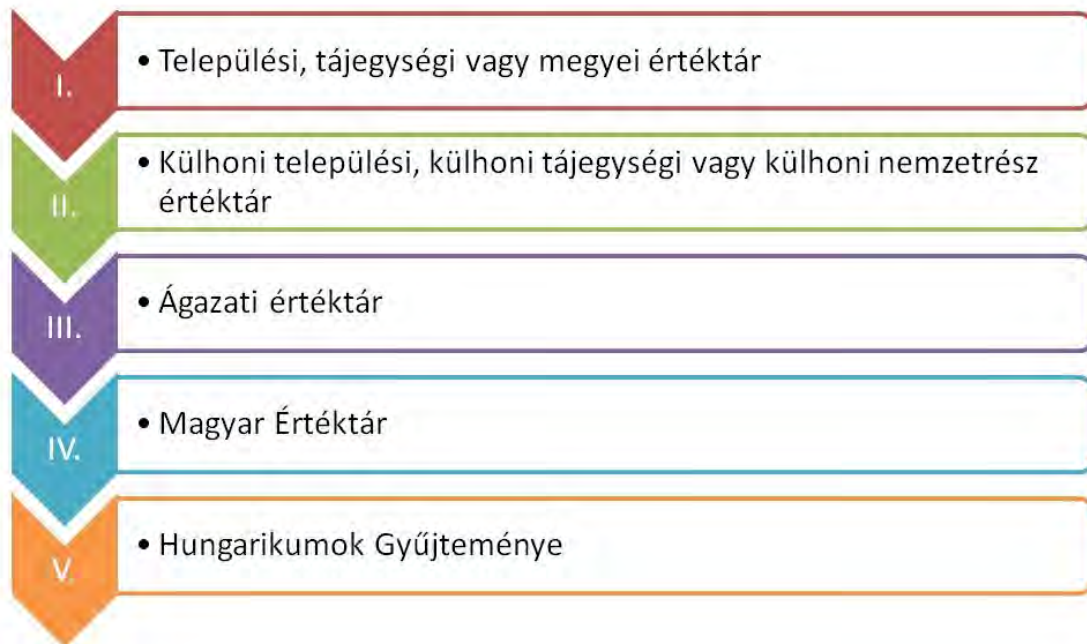 I.
• Települési, tájegységi vagy megyei értéktár
II.
• Külhoni települési, külhoni tájegységi vagy külhoni nemzetrész
értéktár
III.
• Ágazati értéktár
IV.
• Magyar Értéktár
V.
• Hungarikumok Gyűjteménye